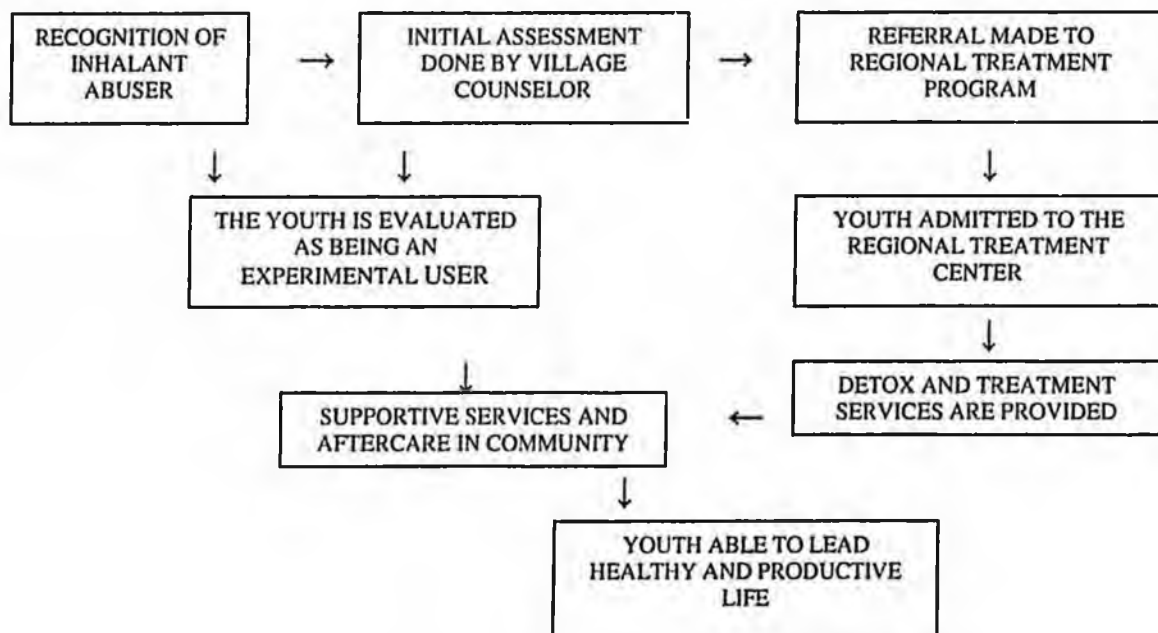 RECOGNITION OF
INHALANT
ABUSER
→
INITIAL ASSESSMENT
DONE BY VILLAGE
COUNSELOR
→
REFERRAL MADE TO
REGIONAL TREATMENT
PROGRAM
↓
↓
↓
THE YOUTH IS EVALUATED
AS BEING AN
EXPERIMENTAL USER
YOUTH ADMITTED TO THE
REGIONAL TREATMENT
CENTER
↓
↓
DETOX AND TREATMENT
SERVICES ARE PROVIDED
←
SUPPORTIVE SERVICES AND
AFTERCARE IN COMMUNITY
↓
YOUTH ABLE TO LEAD
HEALTHY AND PRODUCTIVE
LIFE